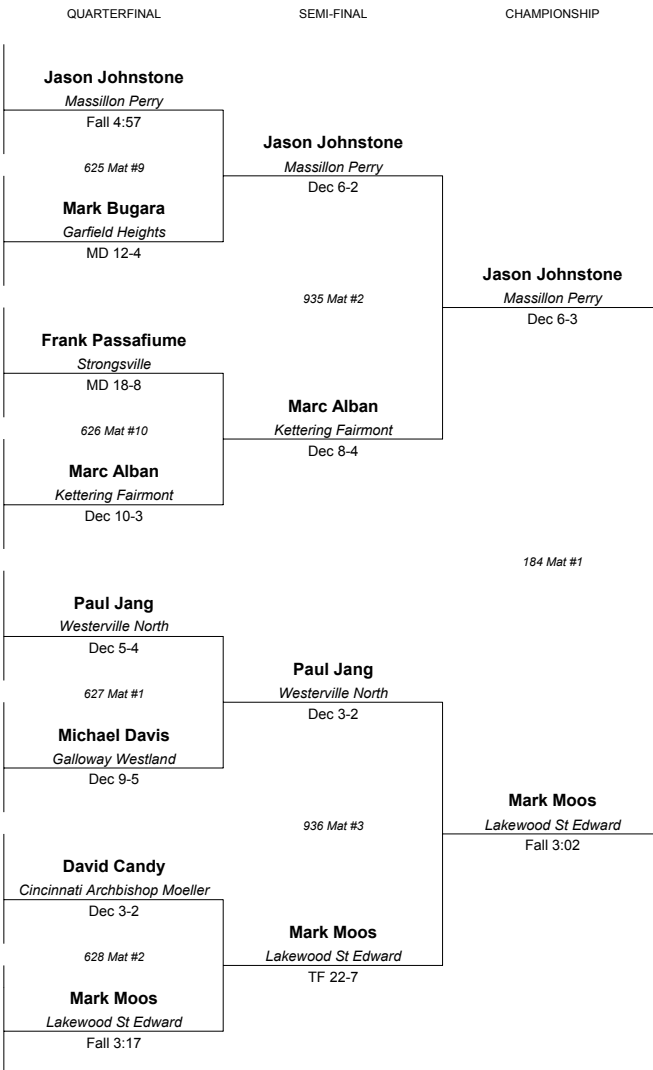 QUARTERFINAL
SEMI-FINAL
CHAMPIONSHIP
Jason Johnstone
Massillon Perry
Fall 4:57
625 Mat #9
Mark Bugara
Garfield Heights
MD 12-4
Frank Passafiume
Strongsville
MD 18-8
626 Mat #10
Marc Alban
Kettering Fairmont
Dec 10-3
Paul Jang
Westerville North
Dec 5-4
627 Mat #1
Michael Davis
Galloway Westland
Dec 9-5
David Candy
Cincinnati Archbishop Moeller
Dec 3-2
628 Mat #2
Mark Moos
Lakewood St Edward
Fall 3:17
Jason Johnstone
Massillon Perry
Dec 6-2
935 Mat #2
Marc Alban
Kettering Fairmont
Dec 8-4
Paul Jang
Westerville North
Dec 3-2
936 Mat #3
Mark Moos
Lakewood St Edward
TF 22-7
Jason Johnstone
Massillon Perry
Dec 6-3
184 Mat #1
Mark Moos
Lakewood St Edward
Fall 3:02